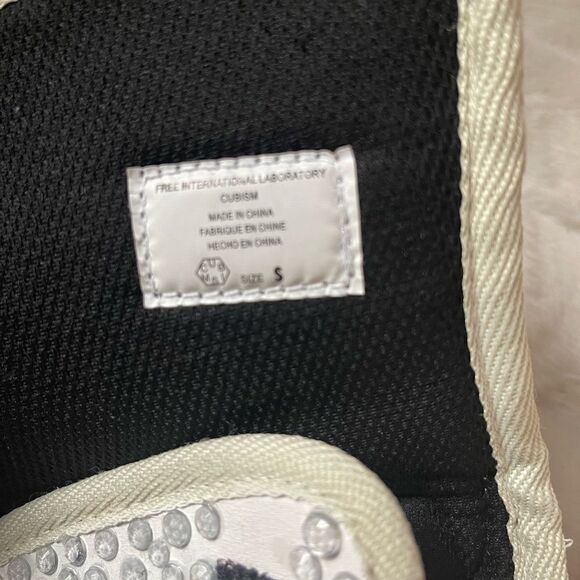 FREE INTERNATIONAL LABORATORY
CUBISM
MADE IN CHINA
FABRIQUE EN CHINE
HECHO EN CHINA
SIZE S